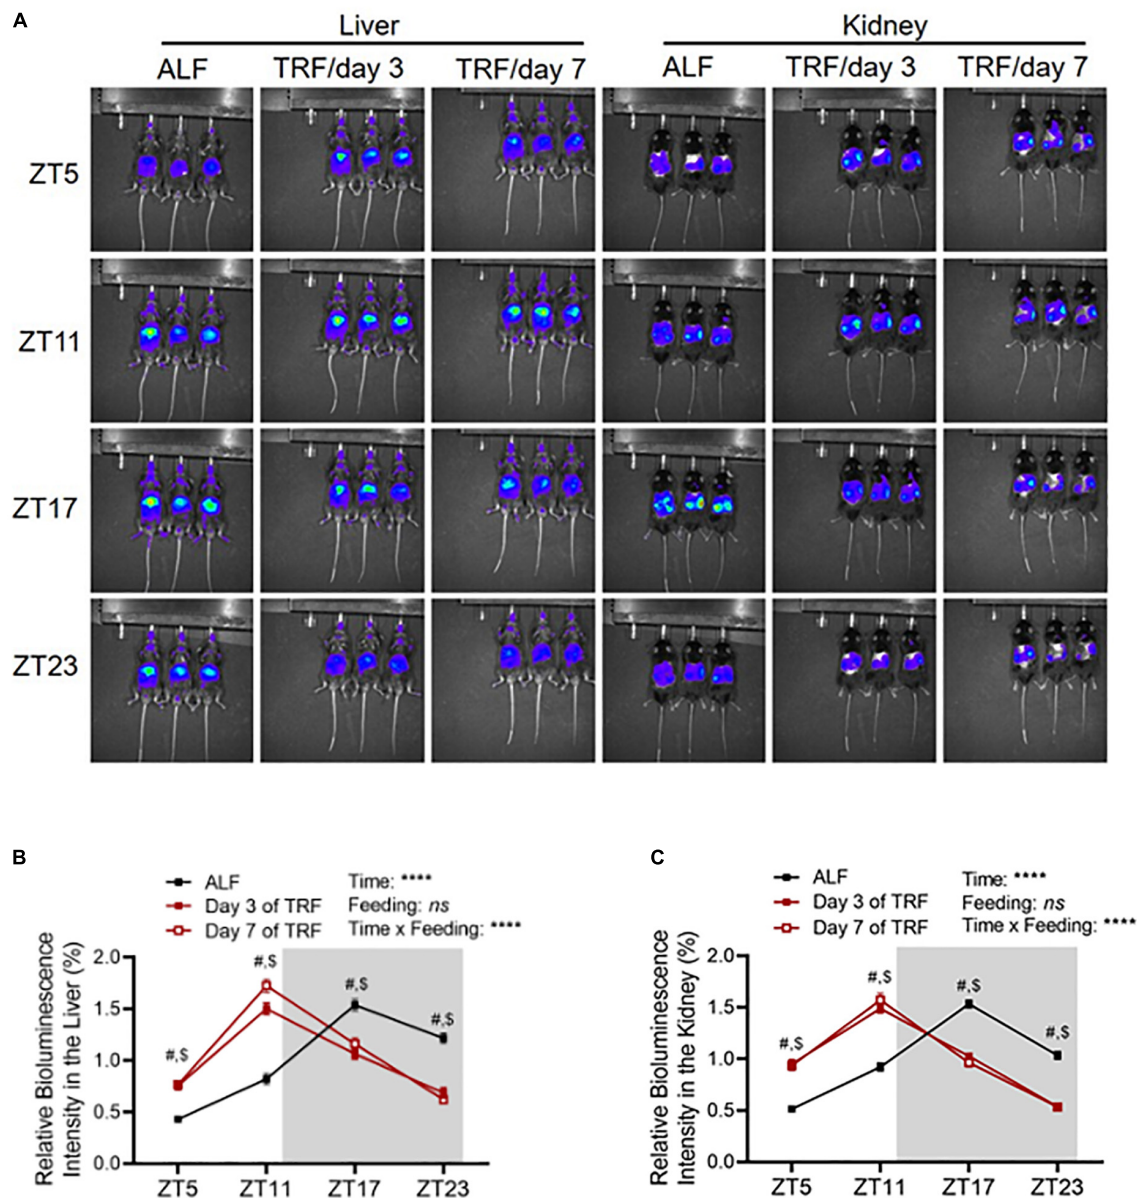 A
Liver
Kidney
ALF
TRF/day 3
TRF/day 7
ALF
TRF/day 3
TRF/day 7
ZT5
ZT11
ZT17
ZT23
B
ALF
Day 3 of TRF
Day 7 of TRF
Time: ****
Feeding: ns
Time x Feeding: ****
Relative Bioluminescence
Intensity in the Liver (%)
2.0
1.5
1.0
0.5
0.0
#,$
#,$
#,$
#,$
ZT5
ZT11
ZT17
ZT23
C
ALF
Day 3 of TRF
Day 7 of TRF
Time: ****
Feeding: ns
Time x Feeding: ****
Relative Bioluminescence
Intensity in the Kidney (%)
2.0
1.5
1.0
0.5
0.0
#,$
#,$
#,$
#,$
ZT5
ZT11
ZT17
ZT23